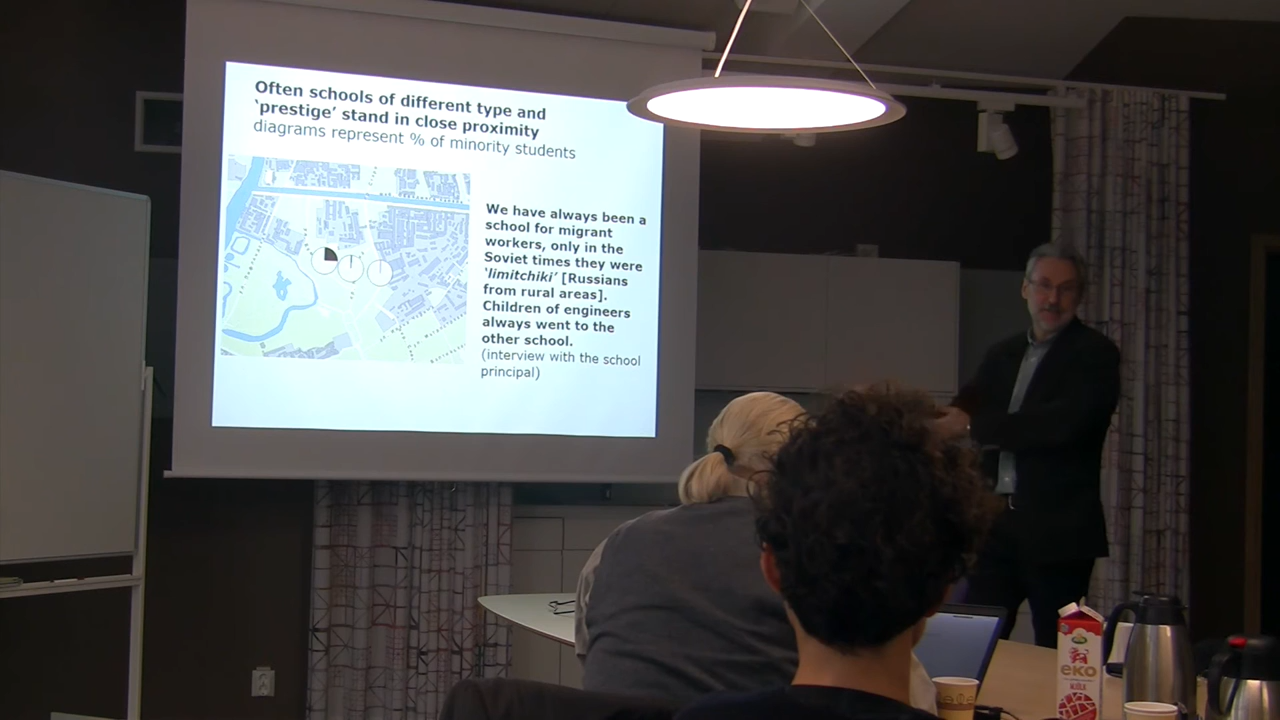 Often schools of different type and
‘prestige’ stand in close proximity
diagrams represent % of minority students
We have always been a
school for migrant
workers, only in the
Soviet times they were
‘limitchiki’ [Russians
from rural areas].
Children of engineers
always went to the
other school.
(interview with the school
principal)
eko